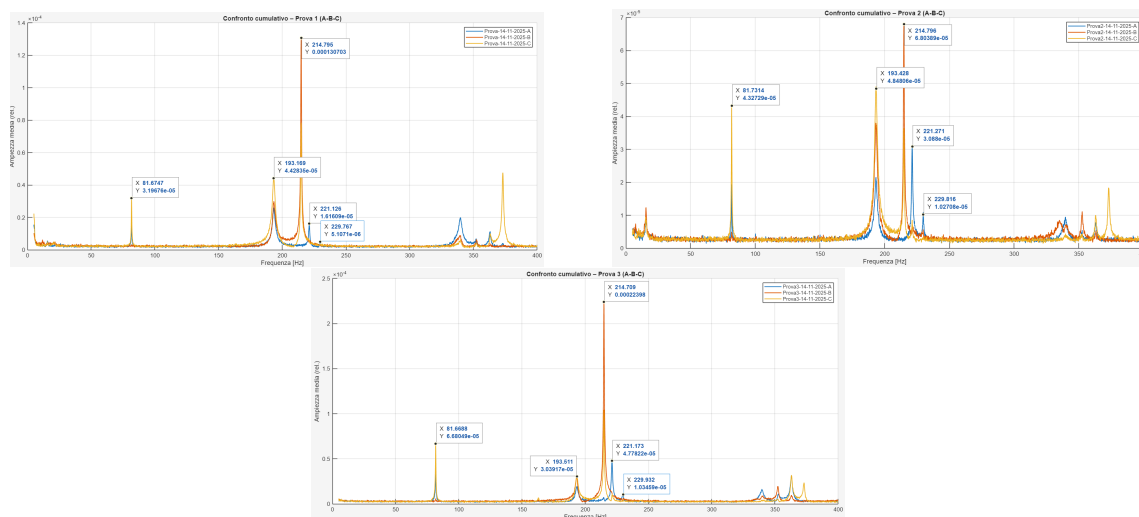 Confronto cumulativo – Prova 1 (A-B-C)
×10⁻⁴
Ampiezza media (rel.)
1.4
1.2
1
0.8
0.6
0.4
0.2
0
0 50 100 150 200 250 300 350 400
Frequenza [Hz]
Prova-14-11-2025-A
Prova-14-11-2025-B
Prova-14-11-2025-C
X 81.6747
Y 3.19676e-05
X 193.169
Y 4.42835e-05
X 214.795
Y 0.000130703
X 221.126
Y 1.61609e-05
X 229.767
Confronto cumulativo – Prova 2 (A-B-C)
Ampiezza media (rel.)
7
6
5
4
3
2
1
0
0 50 100 150 200 250 300 350
Frequenza [Hz]
Prova2-14-11-2025-A
Prova2-14-11-2025-B
Prova2-14-11-2025-C
X 81.7314
Y 4.32729e-05
X 193.428
Y 4.84806e-05
X 214.796
Y 6.80389e-05
X 221.271
Y 3.088e-05
X 229.816
Y 1.02708e-05
Confronto cumulativo – Prova 3 (A-B-C)
×10⁻⁴
Ampiezza media (rel.)
2.5
2
1.5
1
0.5
0
0 50 100 150 200 250 300 350 400
Frequenza [Hz]
Prova3-14-11-2025-A
Prova3-14-11-2025-B
Prova3-14-11-2025-C
X 81.6688
Y 6.68049e-05
X 193.511
Y 3.03917e-05
X 214.709
Y 0.00022398
X 221.173
Y 4.77822e-05
X 229.932
Y 1.03459e-05